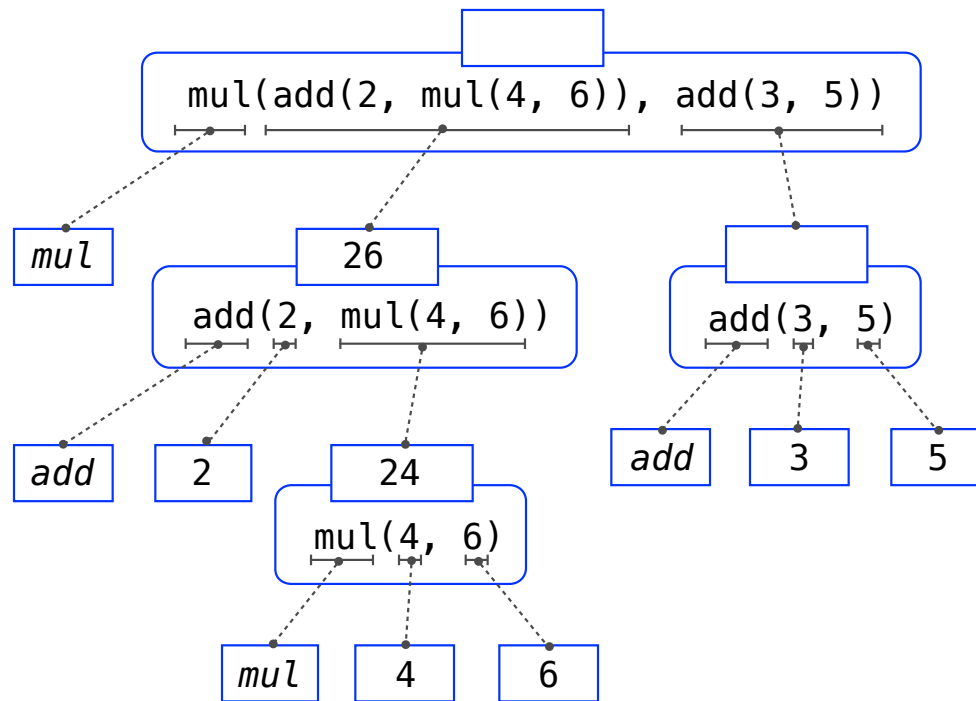 mul(add(2, mul(4, 6)), add(3, 5))
mul
26
add(2, mul(4, 6))
add(3, 5)
add
2
24
add
3
5
mul(4, 6)
mul
4
6